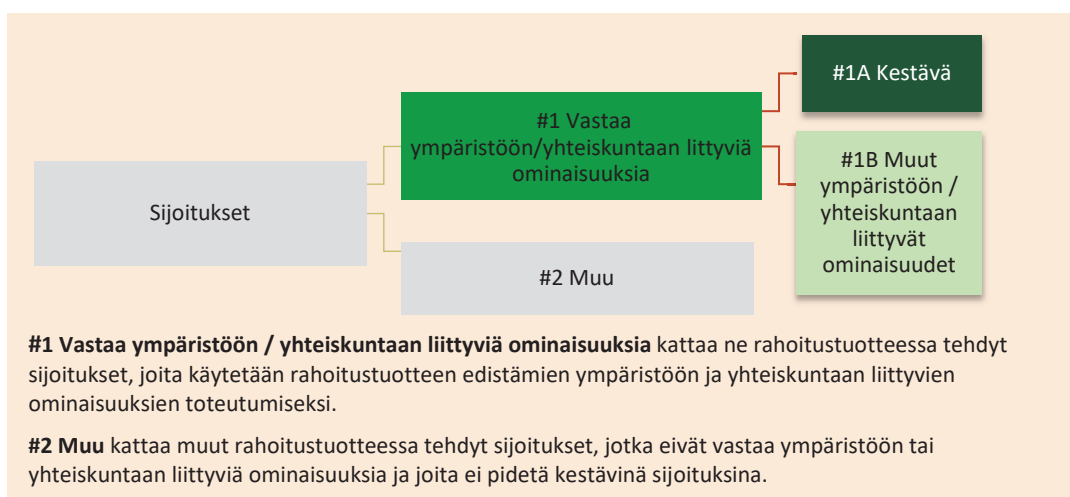 #1A Kestävä
#1 Vastaa
ympäristöön/yhteiskuntaan littyviä
ominaisuuksia
#1B Muut
ympäristöön /
yhteiskuntaan
liittyvät
ominaisuudet
Sijoitukset
#2 Muu
#1 Vastaa ympäristöön / yhteiskuntaan liittyviä ominaisuuksia kattaa ne rahoitustuotteessa tehdyt
sijoitukset, joita käytetään rahoitustuotteen edistämien ympäristöön ja yhteiskuntaan liittyvien
ominaisuuksien toteutumiseksi.
#2 Muu kattaa muut rahoitustuotteessa tehdyt sijoitukset, jotka eivät vastaa ympäristöön tai
yhteiskuntaan liittyviä ominaisuuksia ja joita ei pidetä kestävinä sijoituksina.